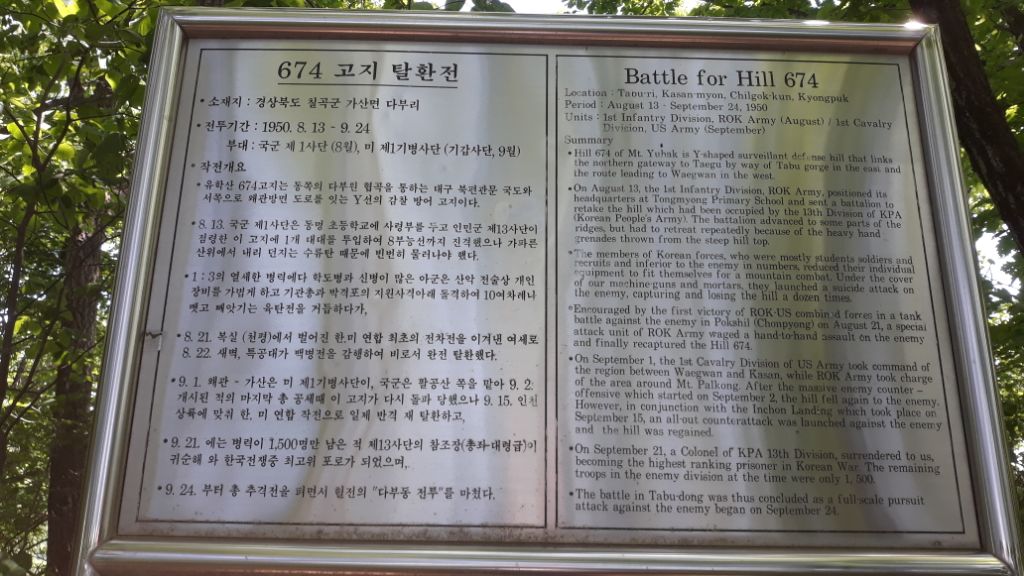 674 고지 탈환전
• 소재지 : 경상북도 칠곡군 가산면 다부리
• 전투기간 : 1950. 8. 13 - 9. 24
부대 : 국군 제 1사단 (8월), 미 제1기병사단 (기갑사단, 9월)
• 작전개요
• 유학산 674고지는 동쪽의 다부원 협곡을 통하는 대구 북편관문 국도와
서쪽으로 왜관방면 도로를 잇는 Y선의 감찰 방어 고지이다.
• 8. 13. 국군 제1사단은 동명 초등학교에 사령부를 두고 인민군 제13사단이
점령한 이 고지에 1개 대대를 투입하여 8부능선까지 진격했으나 가파른
산위에서 내리 던지는 수류탄 때문에 번번히 물러나야 했다.
• 1 : 3의 열세한 병력에다 학도병과 신병이 많은 아군은 산악 전술상 개인
장비를 가볍게 하고 기관총과 박격포의 지원사격아래 돌격하여 10여차례나
뺏고 빼앗기는 육탄전을 거듭하다가,
• 8. 21. 복실 (천평)에서 벌어진 한.미 연합 최초의 전차전을 이겨낸 여세로
8. 22. 새벽, 특공대가 백병전을 감행하여 비로서 완전 탈환했다.
• 9. 1. 왜관 - 가산은 미 제1기병사단이, 국군은 팔공산 쪽을 맡아 9. 2.
개시된 적의 마지막 총 공세때 이 고지가 다시 돌파 당했으나 9. 15. 인천
상륙에 맞춰 한. 미 연합 작전으로 일제 반격 재 탈환하고,
• 9. 21. 에는 병력이 1,500명만 남은 적 제13사단의 참조장(총좌·대령급)이
귀순해 와 한국전쟁중 최고위 포로가 되었으며,
• 9. 24. 부터 총 추격전을 펴면서 혈전의 "다부동 전투"를 마쳤다.
Battle for Hill 674
Location : Tabu-ri, Kasan-myon, Chilgok-kun, Kyongpuk
Period : August 13 - September 24, 1950
Units : 1st Infantry Division, ROK Army (August) / 1st Cavalry
Division, US Army (September)
Summary
• Hill 674 of Mt. Yuhak is Y-shaped surveillant defense hill that links
the northern gateway to Taegu by way of Tabu gorge in the east and
the route leading to Waegwan in the west.
• On August 13, the 1st Infantry Division, ROK Army, positioned its
headquarters at Tongmyong Primary School and sent a battalion to
retake the hill which had been occupied by the 13th Division of KPA
(Korean People's Army). The battalion advanced to some parts of the
ridges, but had to retreat repeatedly because of the heavy hand
grenades thrown from the steep hill top.
• The members of Korean forces, who were mostly students soldiers and
recruits and inferior to the enemy in numbers, reduced their individual
equipment to fit themselves for a mountain combat. Under the cover
of our machine-guns and mortars, they launched a suicide attack on
the enemy, capturing and losing the hill a dozen times.
• Encouraged by the first victory of ROK-US combined forces in a tank
battle against the enemy in Pokshil (Chonpyong) on August 21, a special
attack unit of ROK Army waged a hand-to-hand assault on the enemy
and finally recaptured the Hill 674.
• On September 1, the 1st Cavalry Division of US Army took command of
the region between Waegwan and Kasan, while ROK Army took charge
of the area around Mt. Palkong. After the massive enemy counter -
offensive which started on September 2, the hill fell again to the enemy.
However, in conjunction with the Inchon Landing which took place on
September 15, an all-out counterattack was launched against the enemy
and the hill was regained.
• On September 21, a Colonel of KPA 13th Division, surrendered to us,
becoming the highest ranking prisoner in Korean War. The remaining
troops in the enemy division at the time were only 1, 500.
• The battle in Tabu-dong was thus concluded as a full-scale pursuit
attack against the enemy began on September 24.